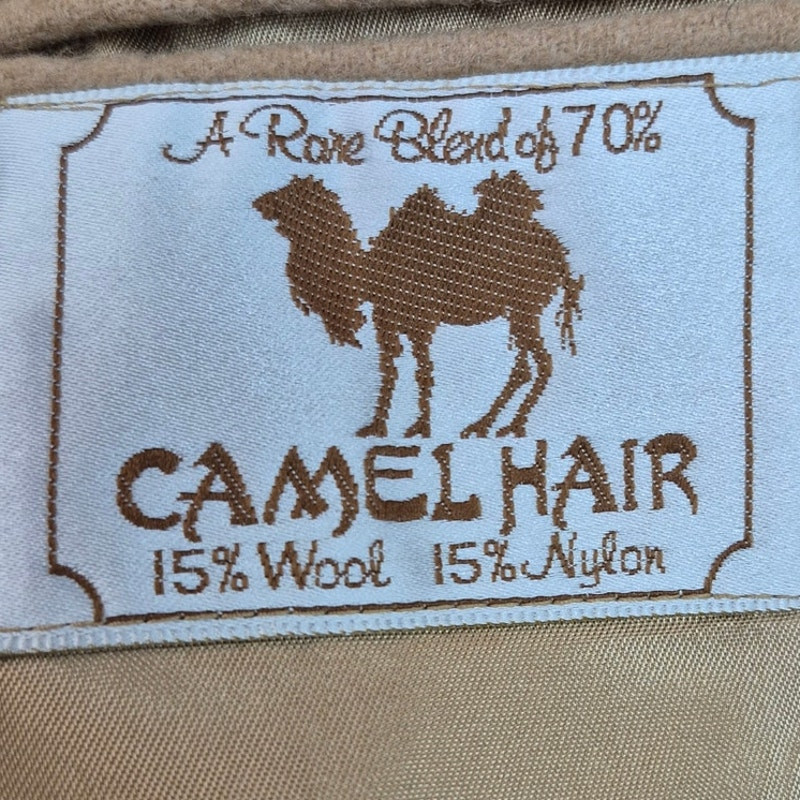 A Rare Blend of 70%
CAMEL HAIR
15% Wool 15% Nylon